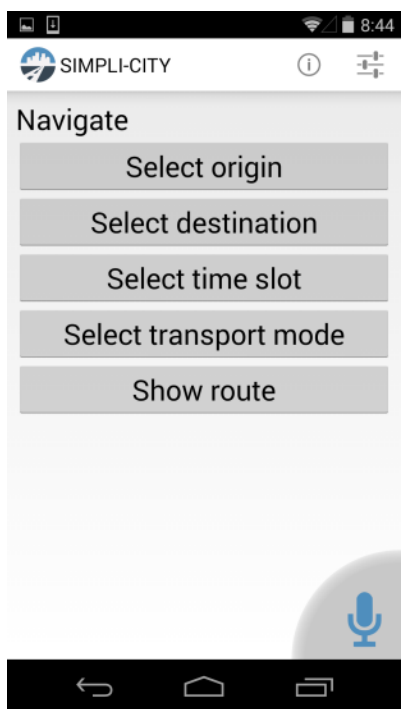 8:44
SIMPLI-CITY
Navigate
Select origin
Select destination
Select time slot
Select transport mode
Show route